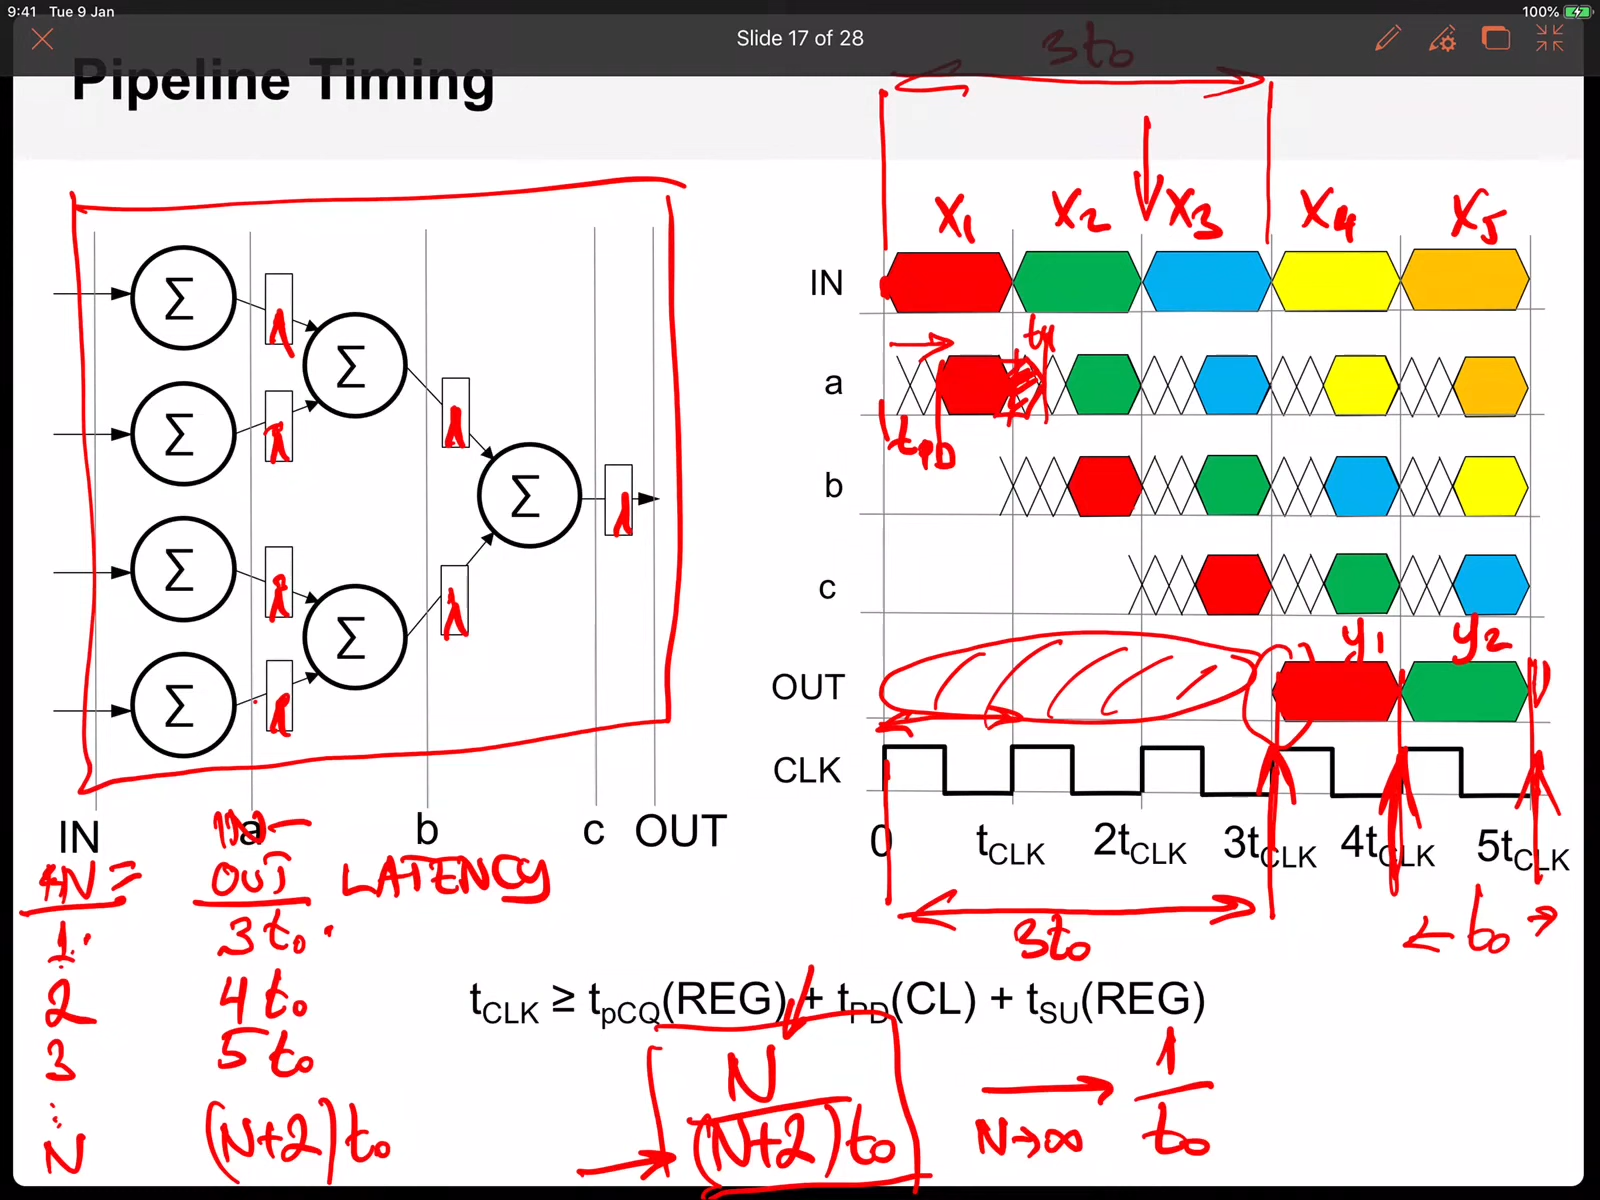 9:41 Tue 9 Jan
100%
Slide 17 of 28
3t₀
Pipeline Timing
X₁ X₂ X₃ X₄ X₅
IN
a
t_H
t_PD
b
c
y₁ y₂
OUT
CLK
0 t_CLK 2t_CLK 3t_CLK 4t_CLK 5t_CLK
3t₀
t₀
Σ
Σ
Σ
Σ
Σ
Σ
Σ
IN a b c OUT
#N = IN-OUT LATENCY
1 3t₀
2 4t₀
3 5t₀
...
N (N+2)t₀
t_CLK ≥ t_pCQ(REG) + t_PD(CL) + t_SU(REG)
N/(N+2)t₀ → N→∞ 1/t₀